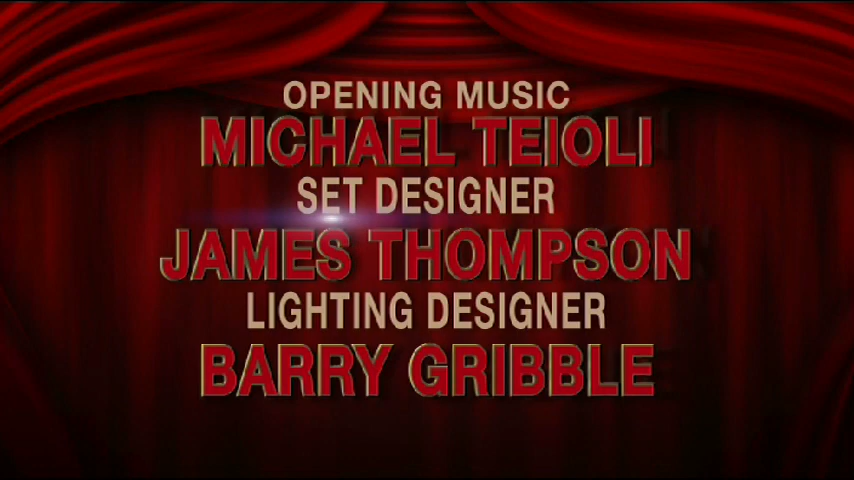 OPENING MUSIC
MICHAEL TEIOLI
SET DESIGNER
JAMES THOMPSON
LIGHTING DESIGNER
BARRY GRIBBLE